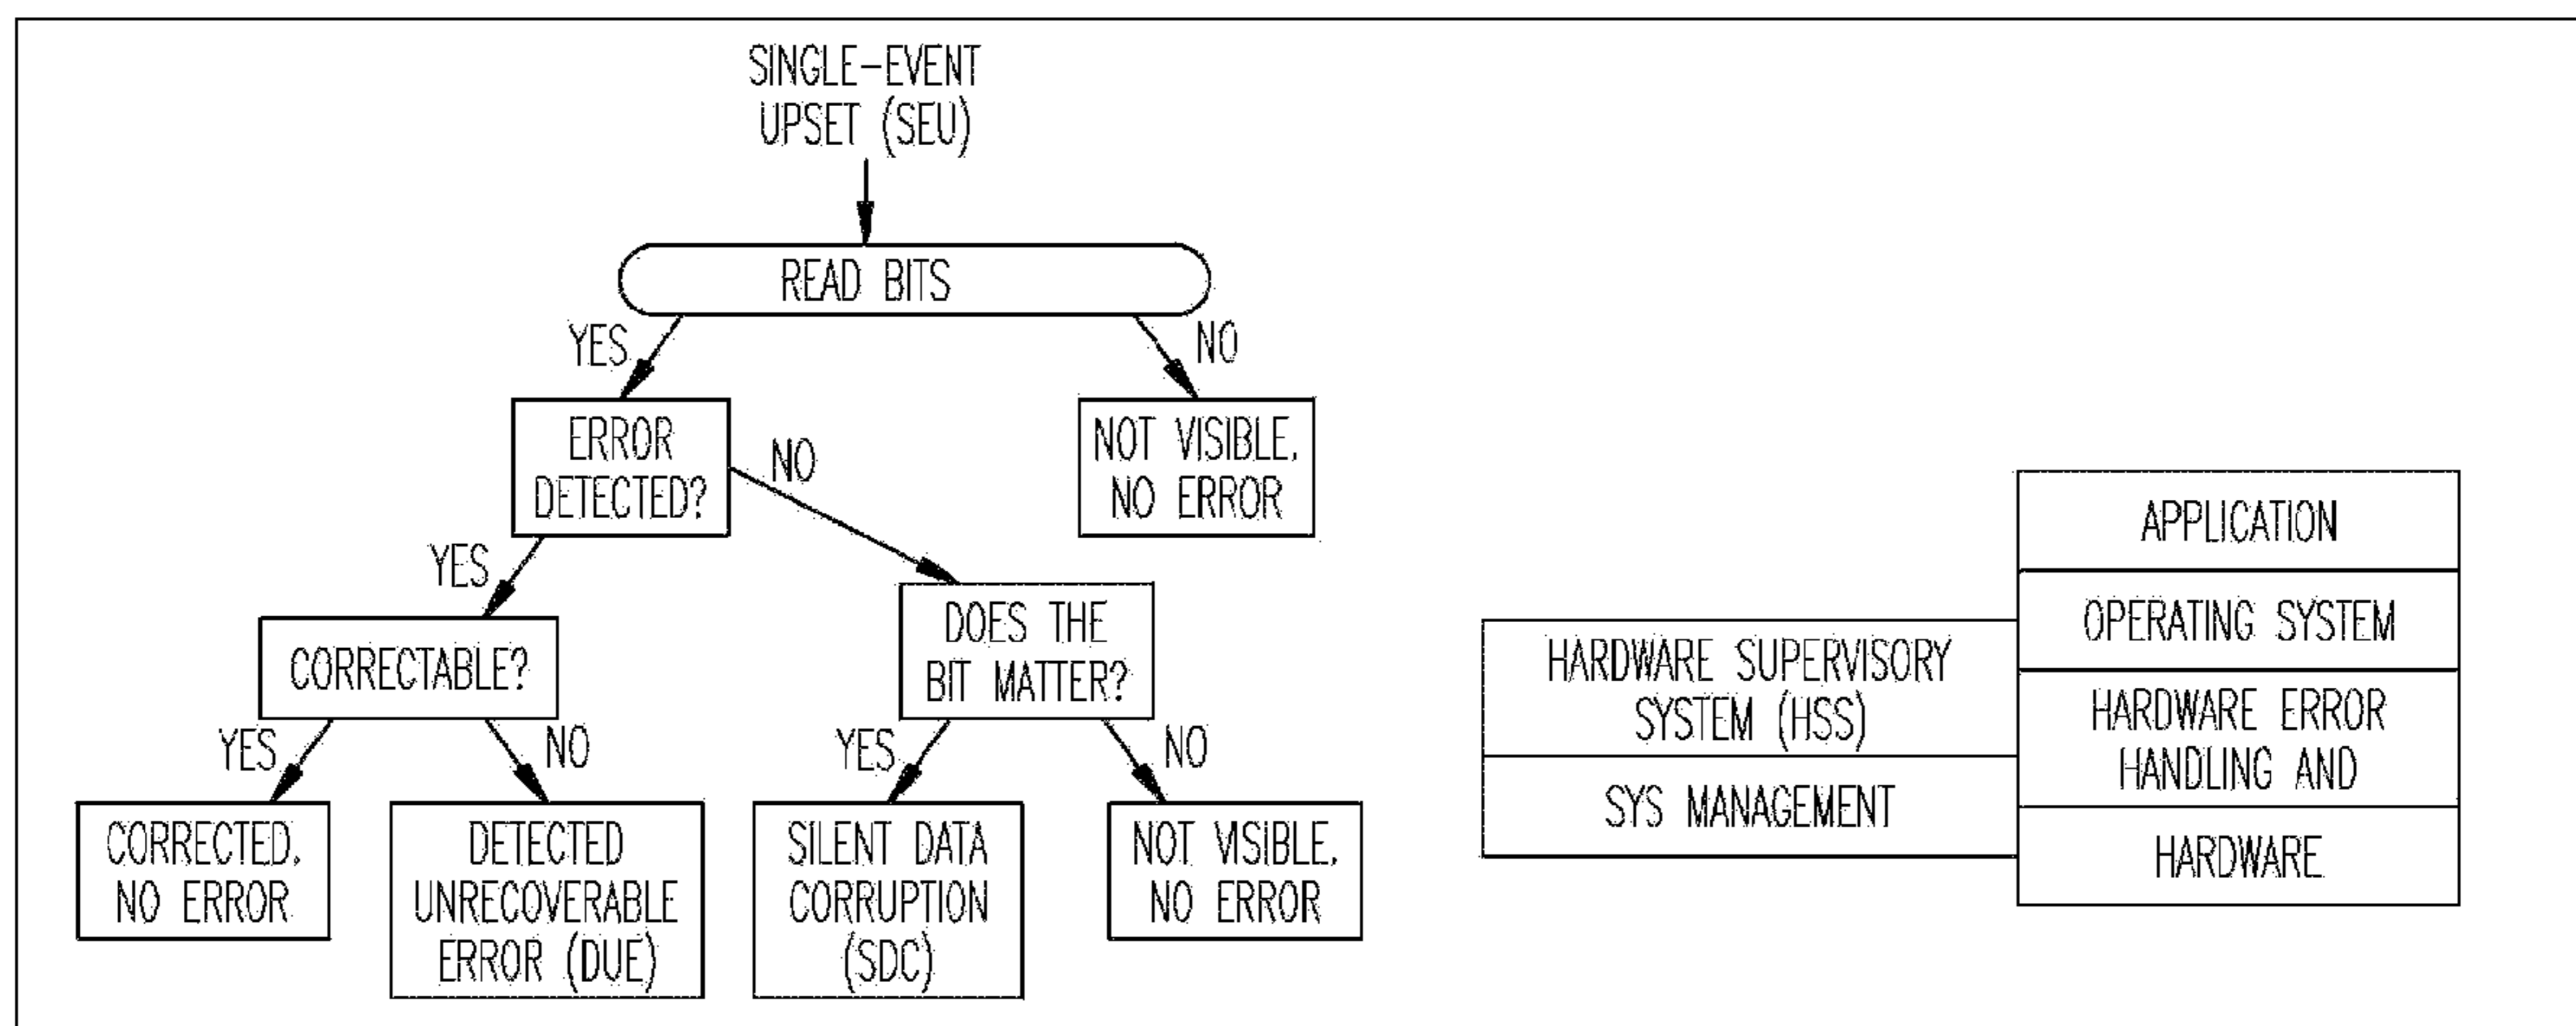 SINGLE-EVENT
UPSET (SEU)
READ BITS
YES
NO
ERROR
DETECTED?
NO
NOT VISIBLE,
NO ERROR
YES
CORRECTABLE?
DOES THE
BIT MATTER?
YES
NO
YES
NO
CORRECTED,
NO ERROR
DETECTED
UNRECOVERABLE
ERROR (DUE)
SILENT DATA
CORRUPTION
(SDC)
NOT VISIBLE,
NO ERROR
HARDWARE SUPERVISORY
SYSTEM (HSS)
SYS MANAGEMENT
APPLICATION
OPERATING SYSTEM
HARDWARE ERROR
HANDLING AND
HARDWARE